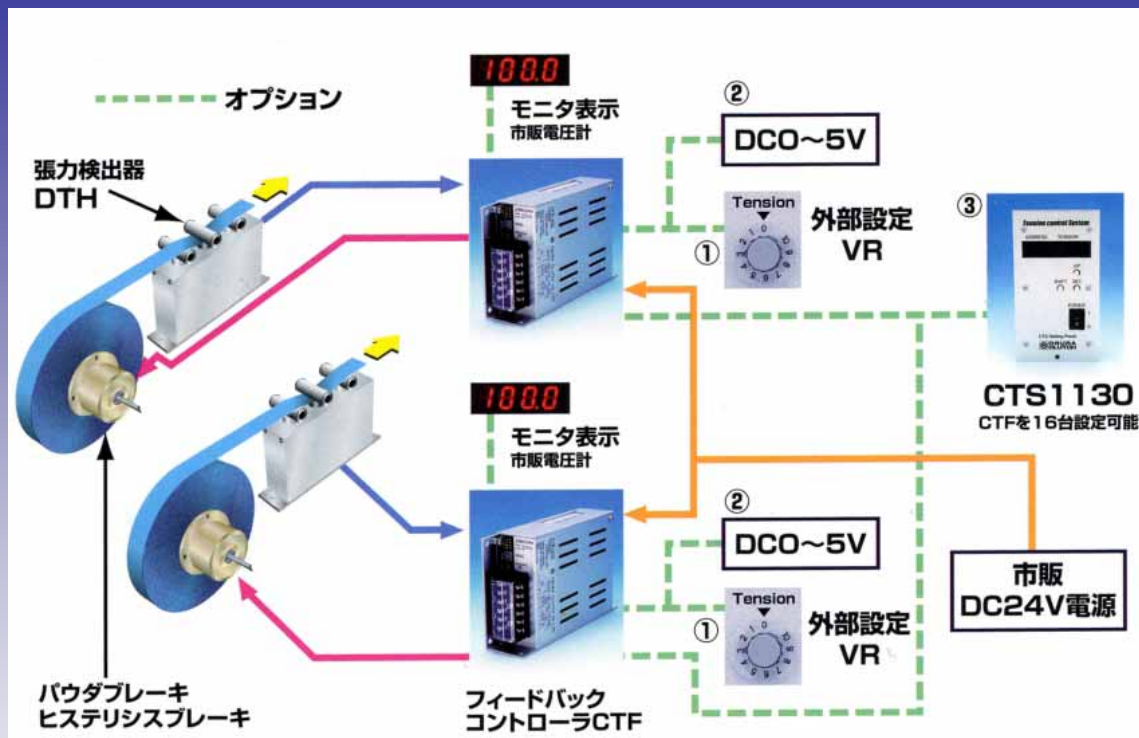 オプション
100.0
モニタ表示
市販電圧計
張力検出器
DTH
②
DC0～5V
Tension
①
外部設定
VR
③
Tension control System
CTS1130
CTFを16台設定可能
100.0
モニタ表示
市販電圧計
②
DC0～5V
Tension
①
外部設定
VR
市販
DC24V電源
パウダブレーキ
ヒステリシスブレーキ
フィードバック
コントローラCTF